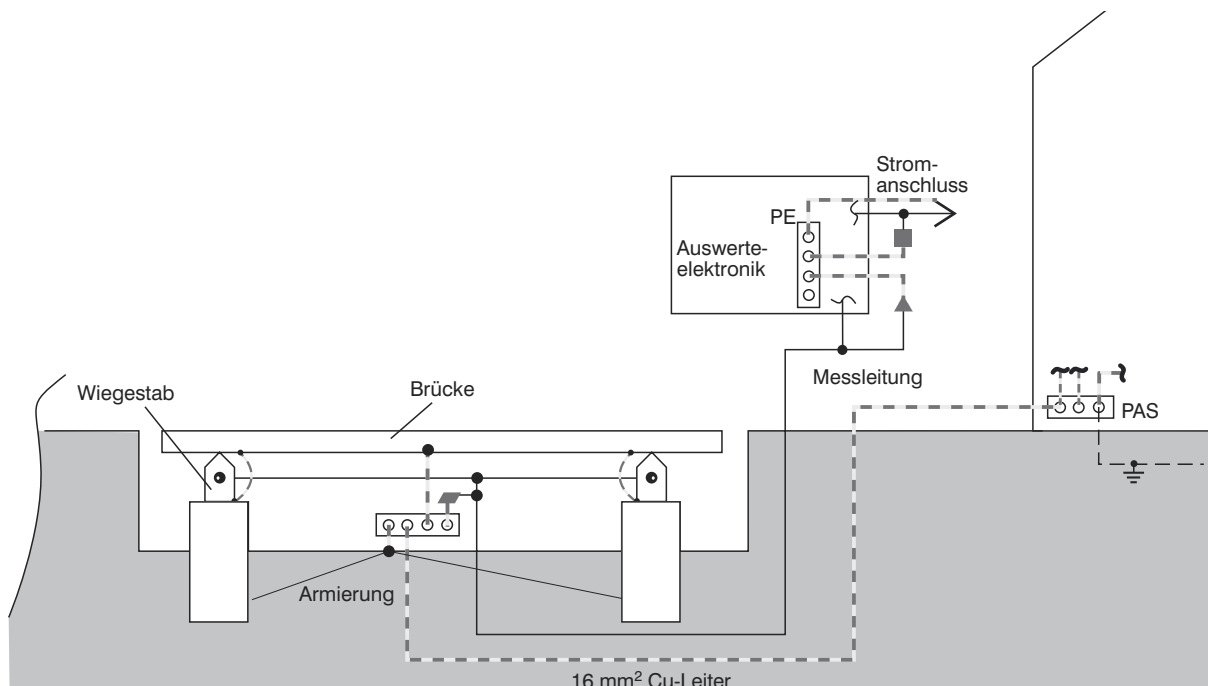 Strom-
anschluss
PE
Auswerte-
elektronik
Messleitung
Wiegestab
Brücke
PAS
Armierung
16 mm² Cu-Leiter